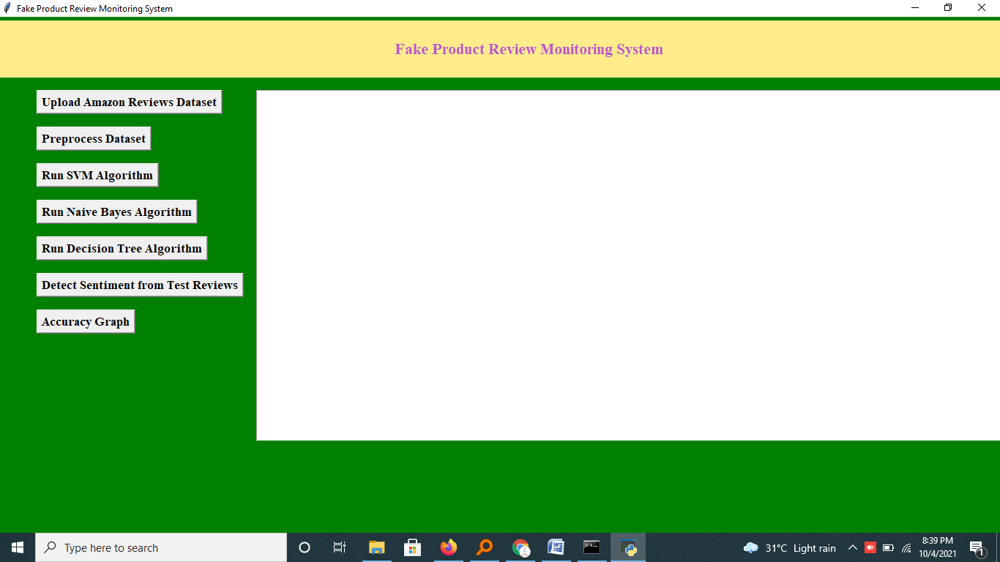 Fake Product Review Monitoring System
Fake Product Review Monitoring System
Upload Amazon Reviews Dataset
Preprocess Dataset
Run SVM Algorithm
Run Naive Bayes Algorithm
Run Decision Tree Algorithm
Detect Sentiment from Test Reviews
Accuracy Graph
Type here to search
31°C Light rain
8:39 PM
10/4/2021
1